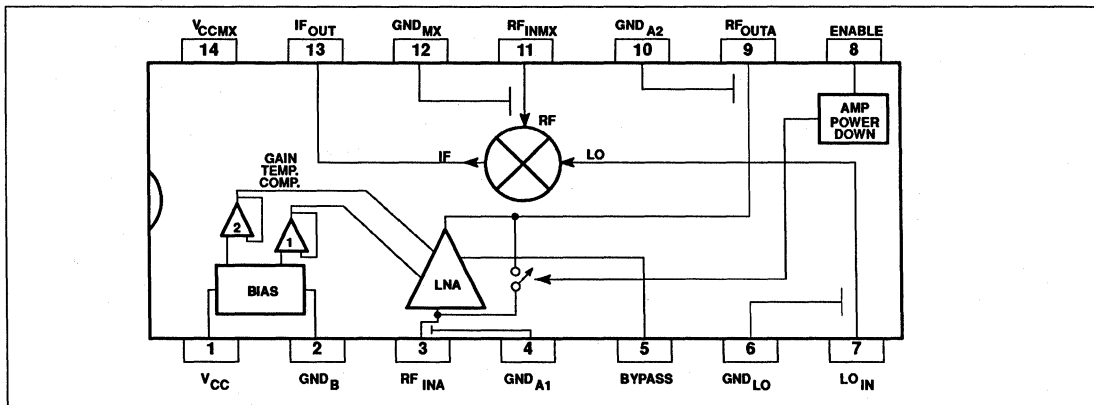 VCCMX IFOUT GNDMX RFINMX GNDA2 RFOUTA ENABLE
14 13 12 11 10 9 8
AMP
POWER
DOWN
RF
IF
LO
GAIN
TEMP.
COMP.
2
1
LNA
BIAS
1 2 3 4 5 6 7
VCC GNDB RF INA GNDA1 BYPASS GNDLO LOIN